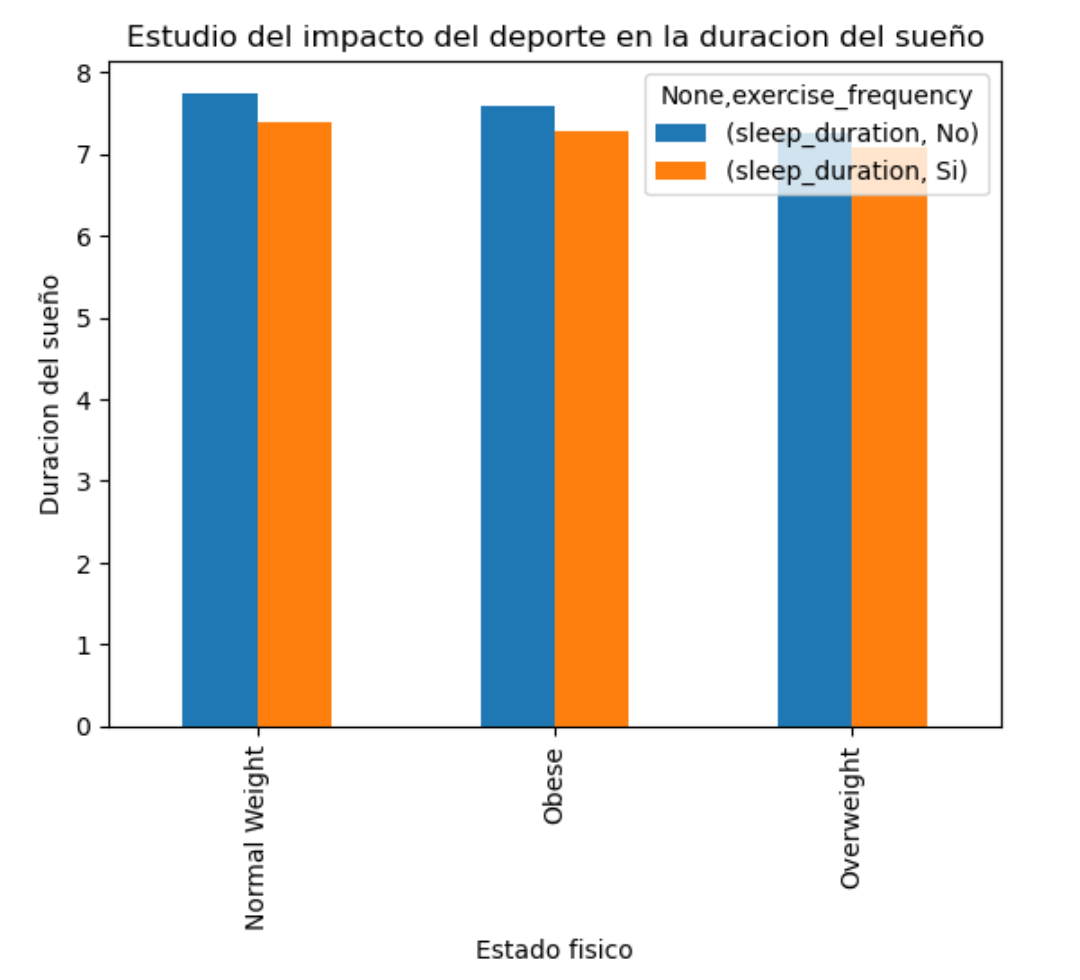 Estudio del impacto del deporte en la duracion del sueño
None,exercise_frequency
(sleep_duration, No)
(sleep_duration, Si)
8
7
6
5
4
3
2
1
0
Duracion del sueño
Normal Weight
Obese
Overweight
Estado fisico